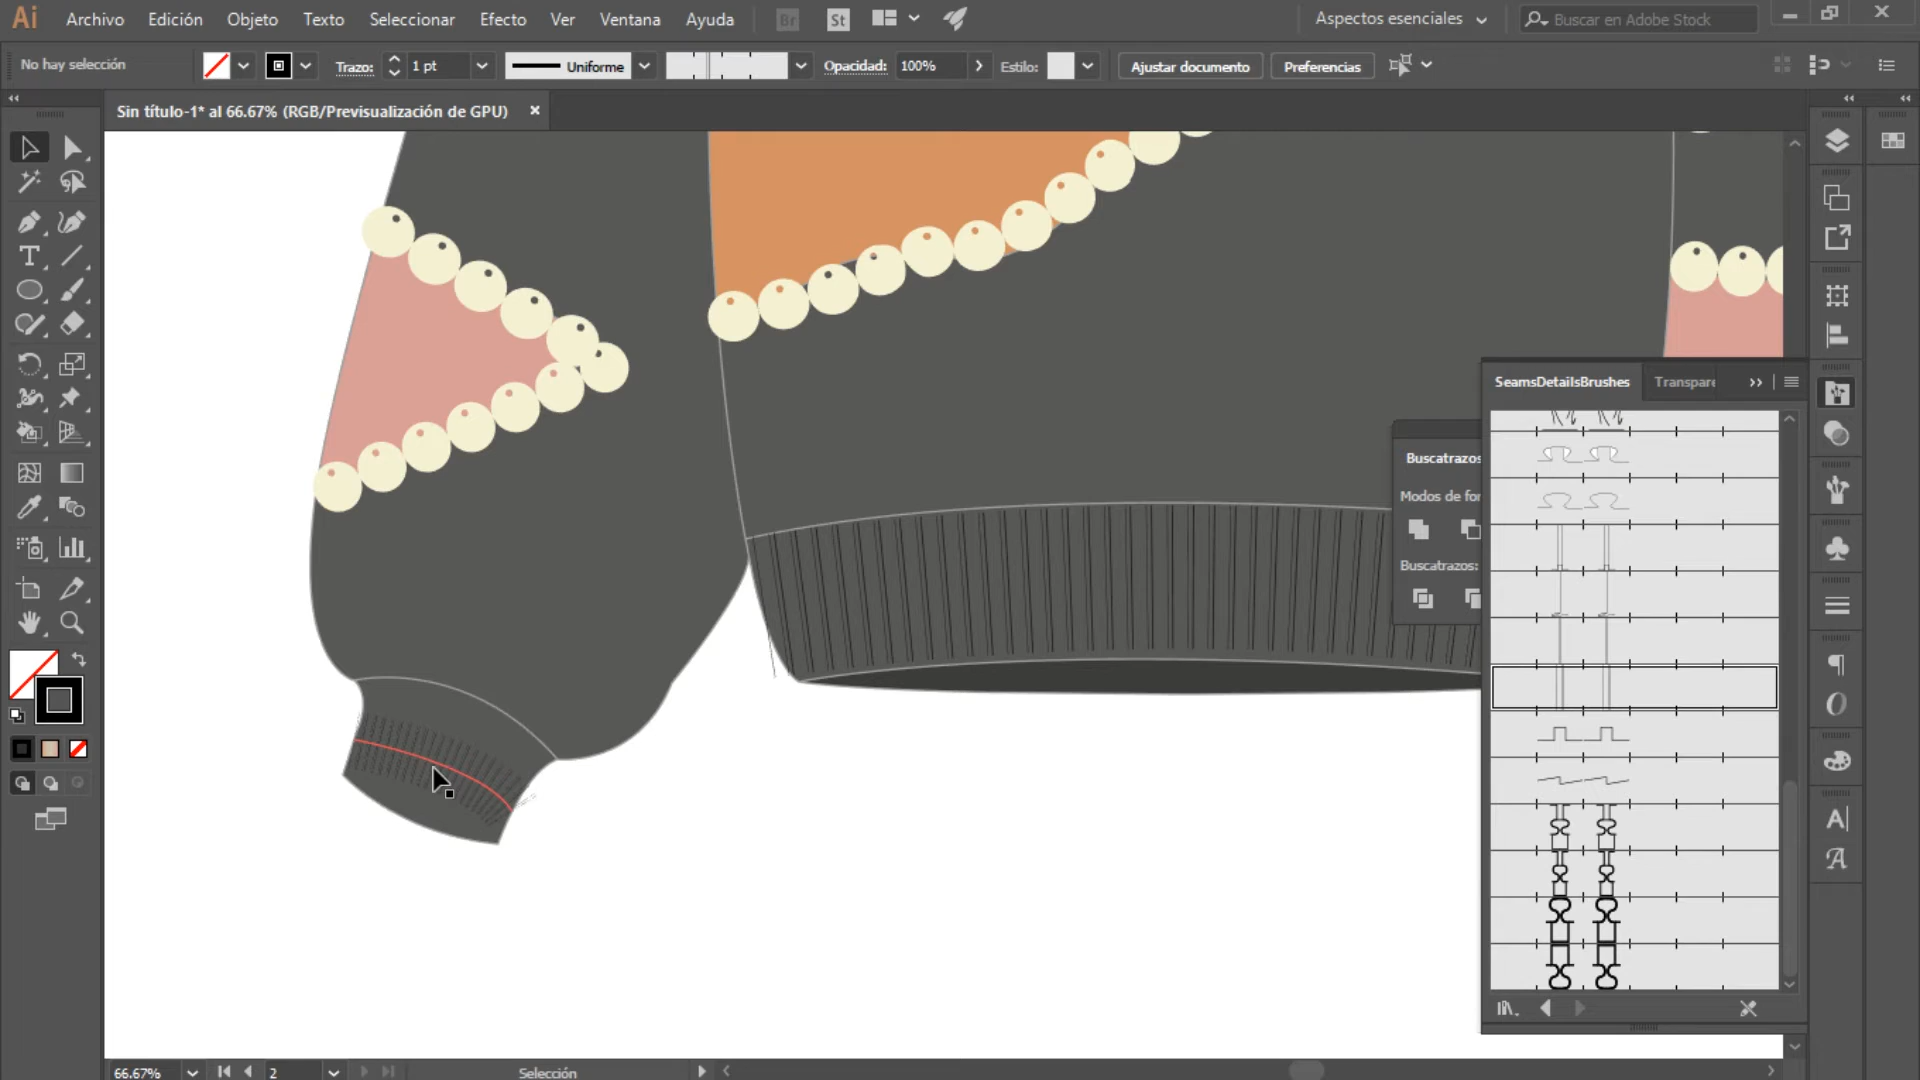 Ai Archivo Edición Objeto Texto Seleccionar Efecto Ver Ventana Ayuda Br St Aspectos esenciales Buscar en Adobe Stock
No hay selección Trazo: 1 pt Uniforme Opacidad: 100% Estilo: Ajustar documento Preferencias
Sin título-1* al 66.67% (RGB/Previsualización de GPU)
SeamsDetailsBrushes Transpare
Buscatrazos
Modos de for
Buscatrazos:
66.67% 2 Selección